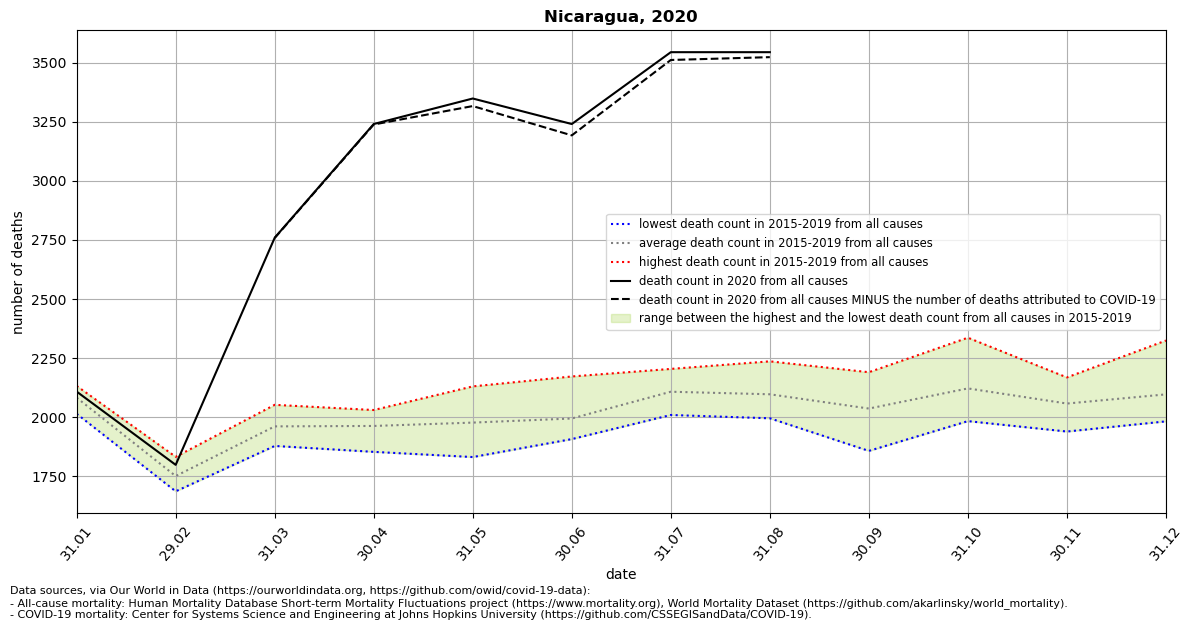 Nicaragua, 2020
number of deaths
3500
3250
3000
2750
2500
2250
2000
1750
lowest death count in 2015-2019 from all causes
average death count in 2015-2019 from all causes
highest death count in 2015-2019 from all causes
death count in 2020 from all causes
death count in 2020 from all causes MINUS the number of deaths attributed to COVID-19
range between the highest and the lowest death count from all causes in 2015-2019
31.01
29.02
31.03
30.04
31.05
30.06
31.07
31.08
30.09
31.10
30.11
31.12
date
Data sources, via Our World in Data (https://ourworldindata.org, https://github.com/owid/covid-19-data):
- All-cause mortality: Human Mortality Database Short-term Mortality Fluctuations project (https://www.mortality.org), World Mortality Dataset (https://github.com/akarlinsky/world_mortality).
- COVID-19 mortality: Center for Systems Science and Engineering at Johns Hopkins University (https://github.com/CSSEGISandData/COVID-19).